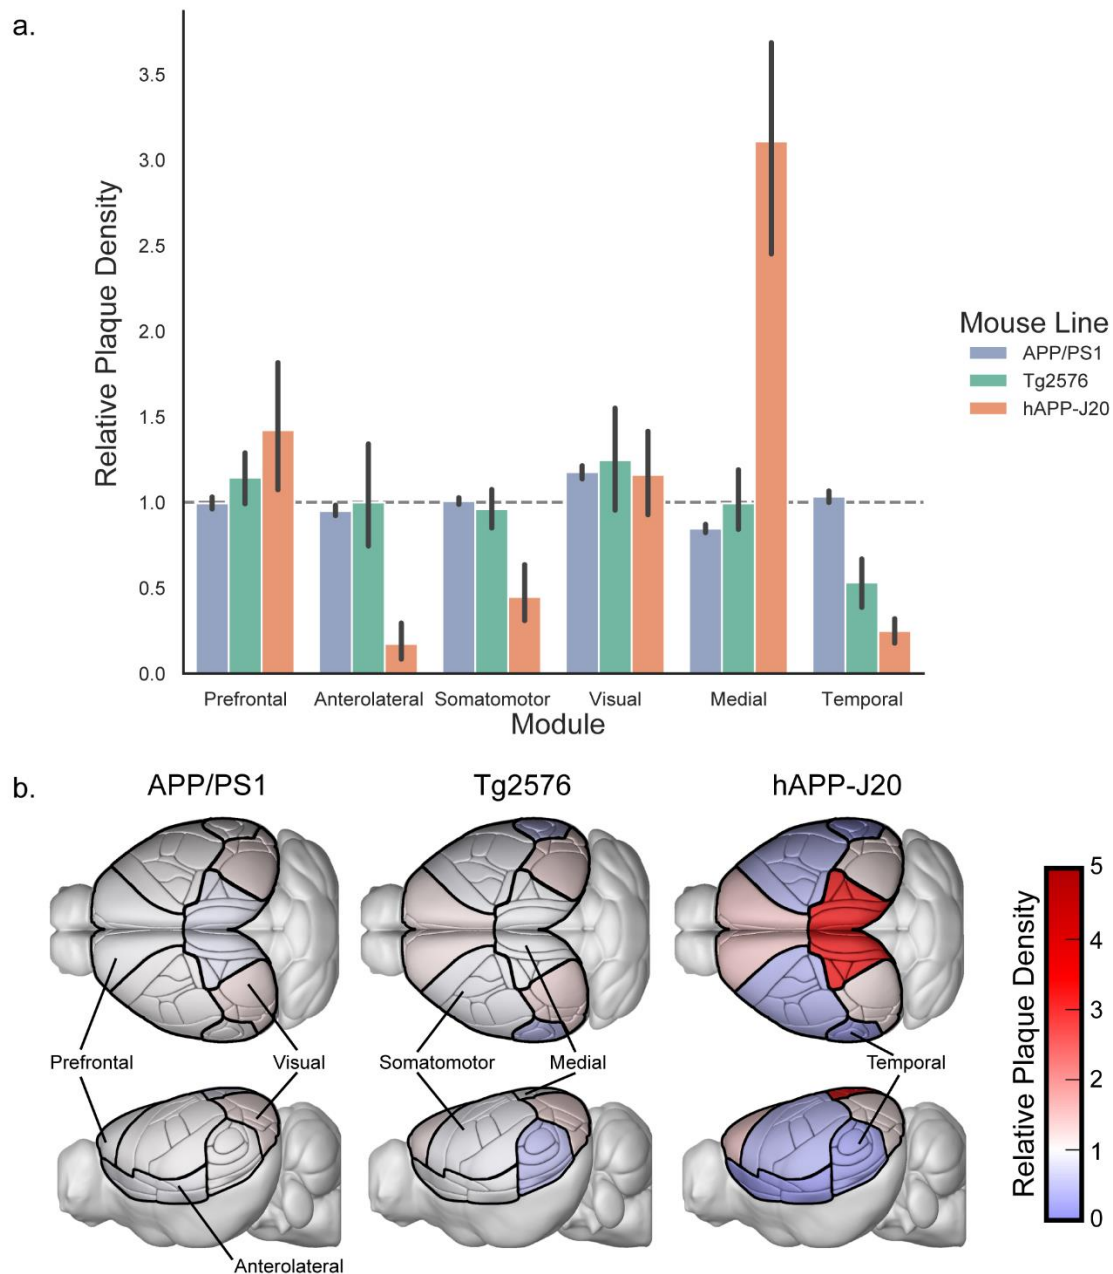 a.
3.5
3.0
2.5
2.0
1.5
1.0
0.5
0.0
Relative Plaque Density
Prefrontal Anterolateral Somatomotor Visual Medial Temporal
Module
Mouse Line
APP/PS1
Tg2576
hAPP-J20
b.
APP/PS1 Tg2576 hAPP-J20
Prefrontal Visual Somatomotor Medial Temporal
Anterolateral
Relative Plaque Density
5
4
3
2
1
0